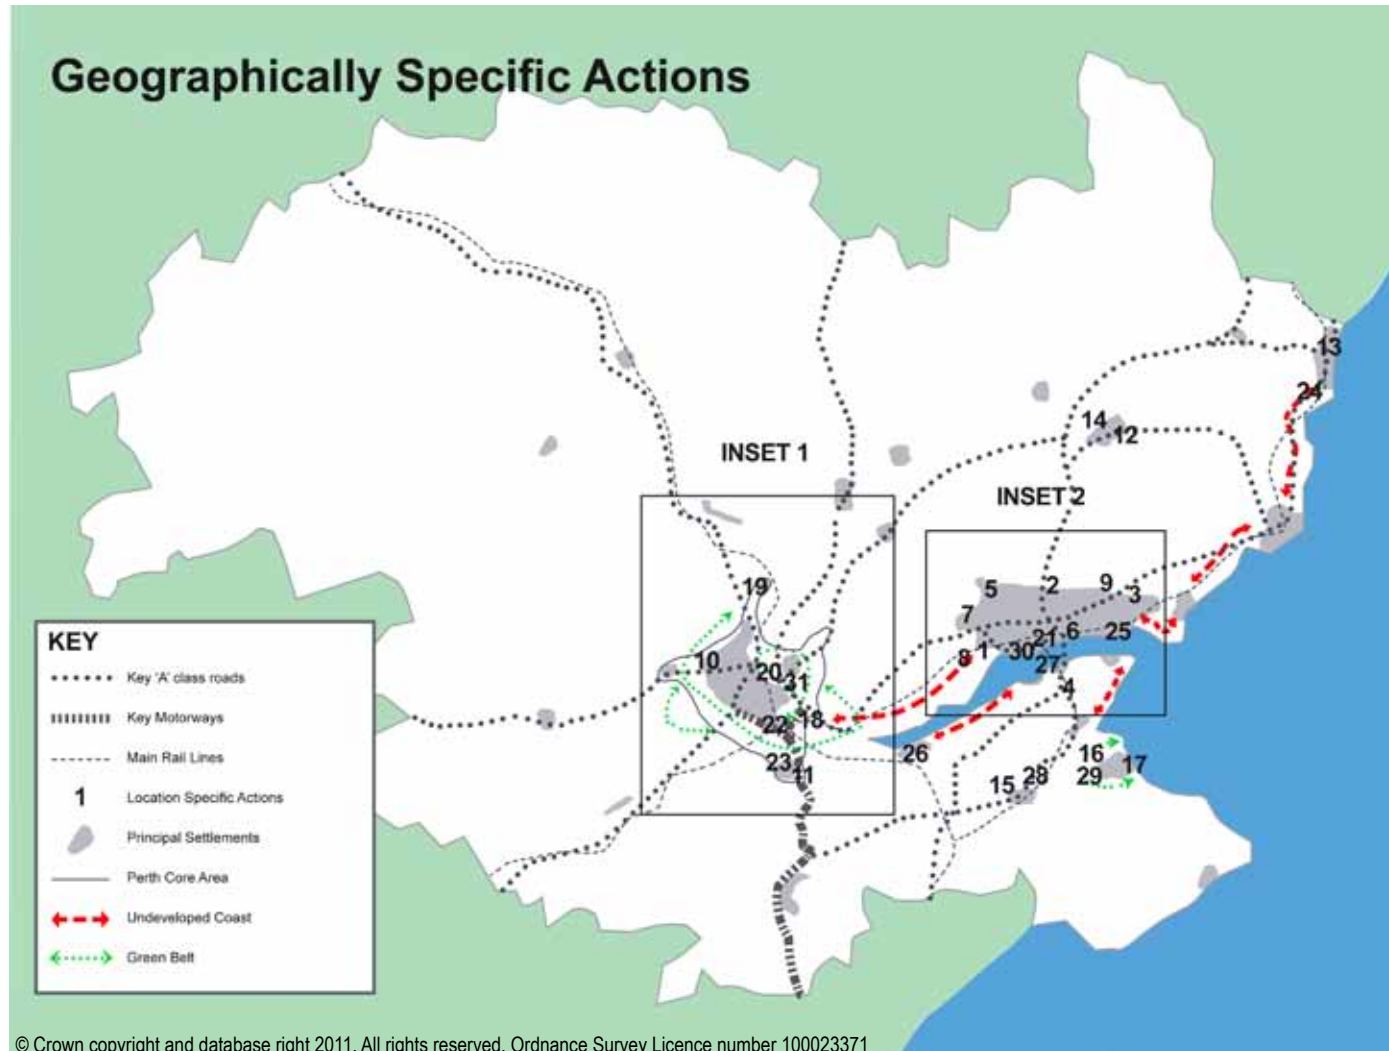 Geographically Specific Actions
13
24
14
12
INSET 1
INSET 2
19
5
2
9
3
7
6
25
21
1
30
8
27
10
20
31
4
22
18
26
16
17
23
11
15
28
29
KEY
Key 'A' class roads
Key Motorways
Main Rail Lines
1
Location Specific Actions
Principal Settlements
Perth Core Area
Undeveloped Coast
Green Belt
© Crown copyright and database right 2011. All rights reserved. Ordnance Survey Licence number 100023371